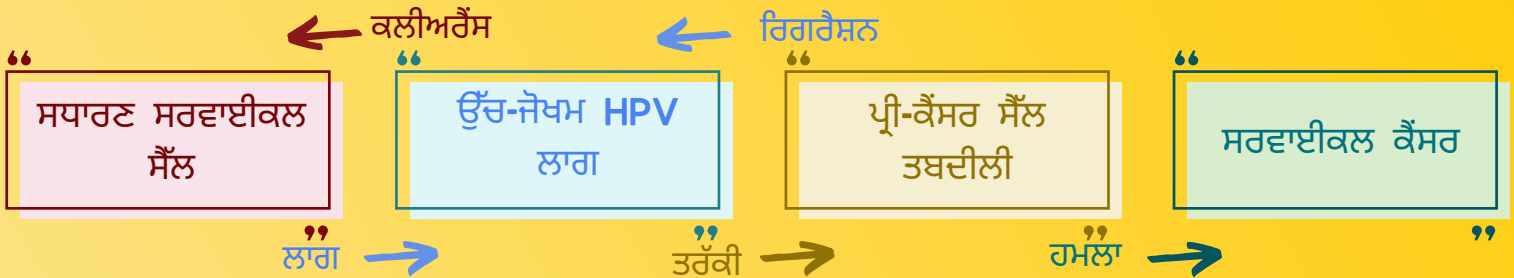 ਕਲੀਅਰੈਂਸ
ਰਿਗਰੈਸ਼ਨ
ਸਧਾਰਣ ਸਰਵਾਈਕਲ
ਸੈੱਲ
ਉੱਚ-ਜੋਖਮ HPV
ਲਾਗ
ਪ੍ਰੀ-ਕੈਂਸਰ ਸੈੱਲ
ਤਬਦੀਲੀ
ਸਰਵਾਈਕਲ ਕੈਂਸਰ
ਲਾਗ
ਤਰੱਕੀ
ਹਮਲਾ